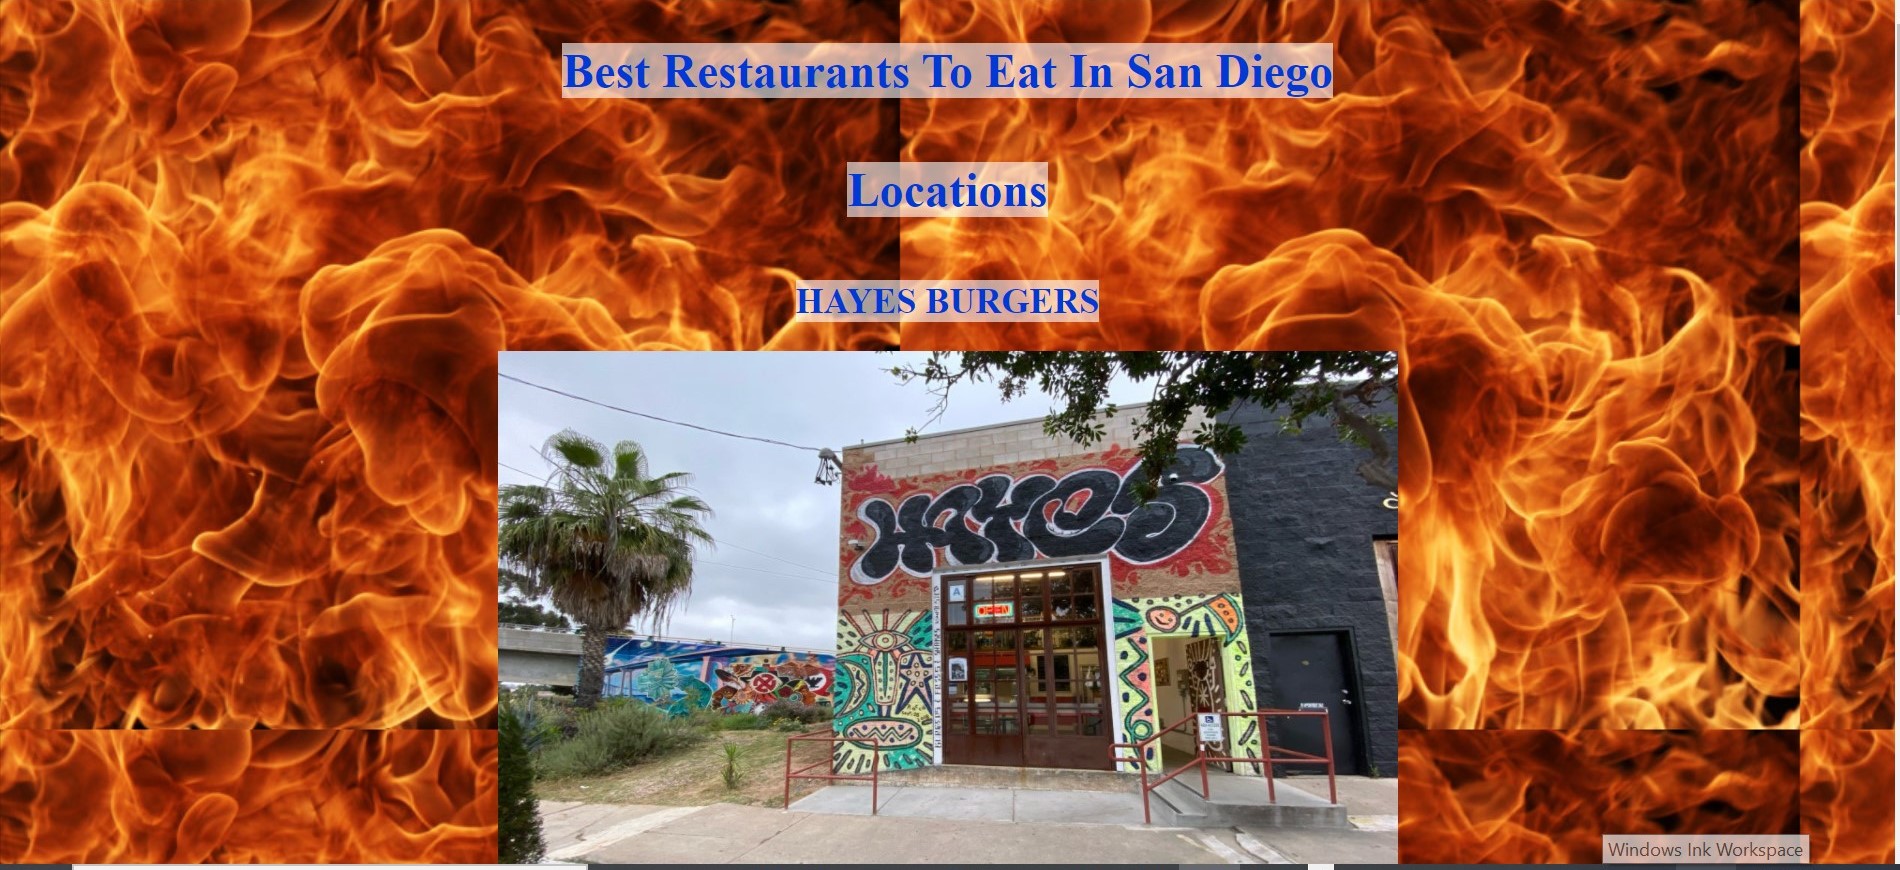 Best Restaurants To Eat In San Diego
Locations
HAYES BURGERS
HAYES
A
OPEN
Windows Ink Workspace